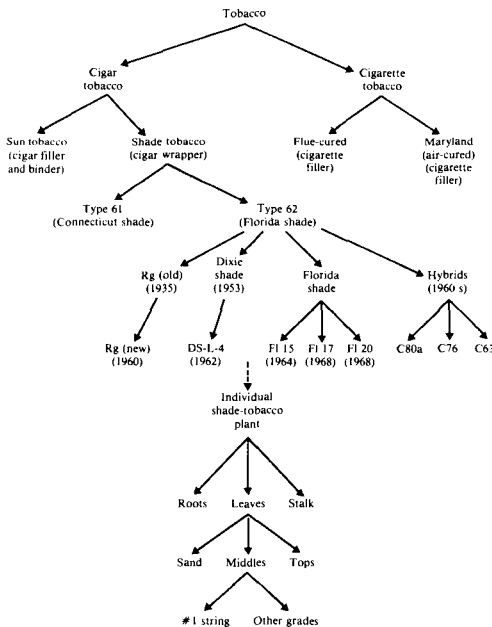 Tobacco
Cigar
tobacco
Cigarette
tobacco
Sun tobacco
(cigar filler
and binder)
Shade tobacco
(cigar wrapper)
Flue-cured
(cigarette
filler)
Maryland
(air-cured)
(cigarette
filler)
Type 61
(Connecticut shade)
Type 62
(Florida shade)
Rg (old)
(1935)
Dixie
shade
(1953)
Florida
shade
Hybrids
(1960 s)
Rg (new)
(1960)
DS-L-4
(1962)
Fl 15
(1964)
Fl 17
(1968)
Fl 20
(1968)
C80a
C76
C63
Individual
shade-tobacco
plant
Roots
Leaves
Stalk
Sand
Middles
Tops
#1 string
Other grades